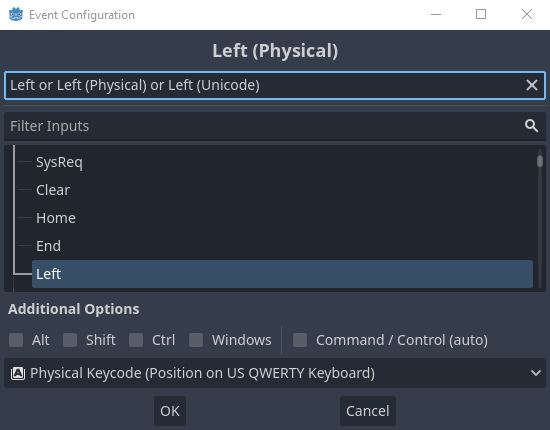 Event Configuration
Left (Physical)
Left or Left (Physical) or Left (Unicode)
Filter Inputs
SysReq
Clear
Home
End
Left
Additional Options
Alt Shift Ctrl Windows Command / Control (auto)
Physical Keycode (Position on US QWERTY Keyboard)
OK Cancel